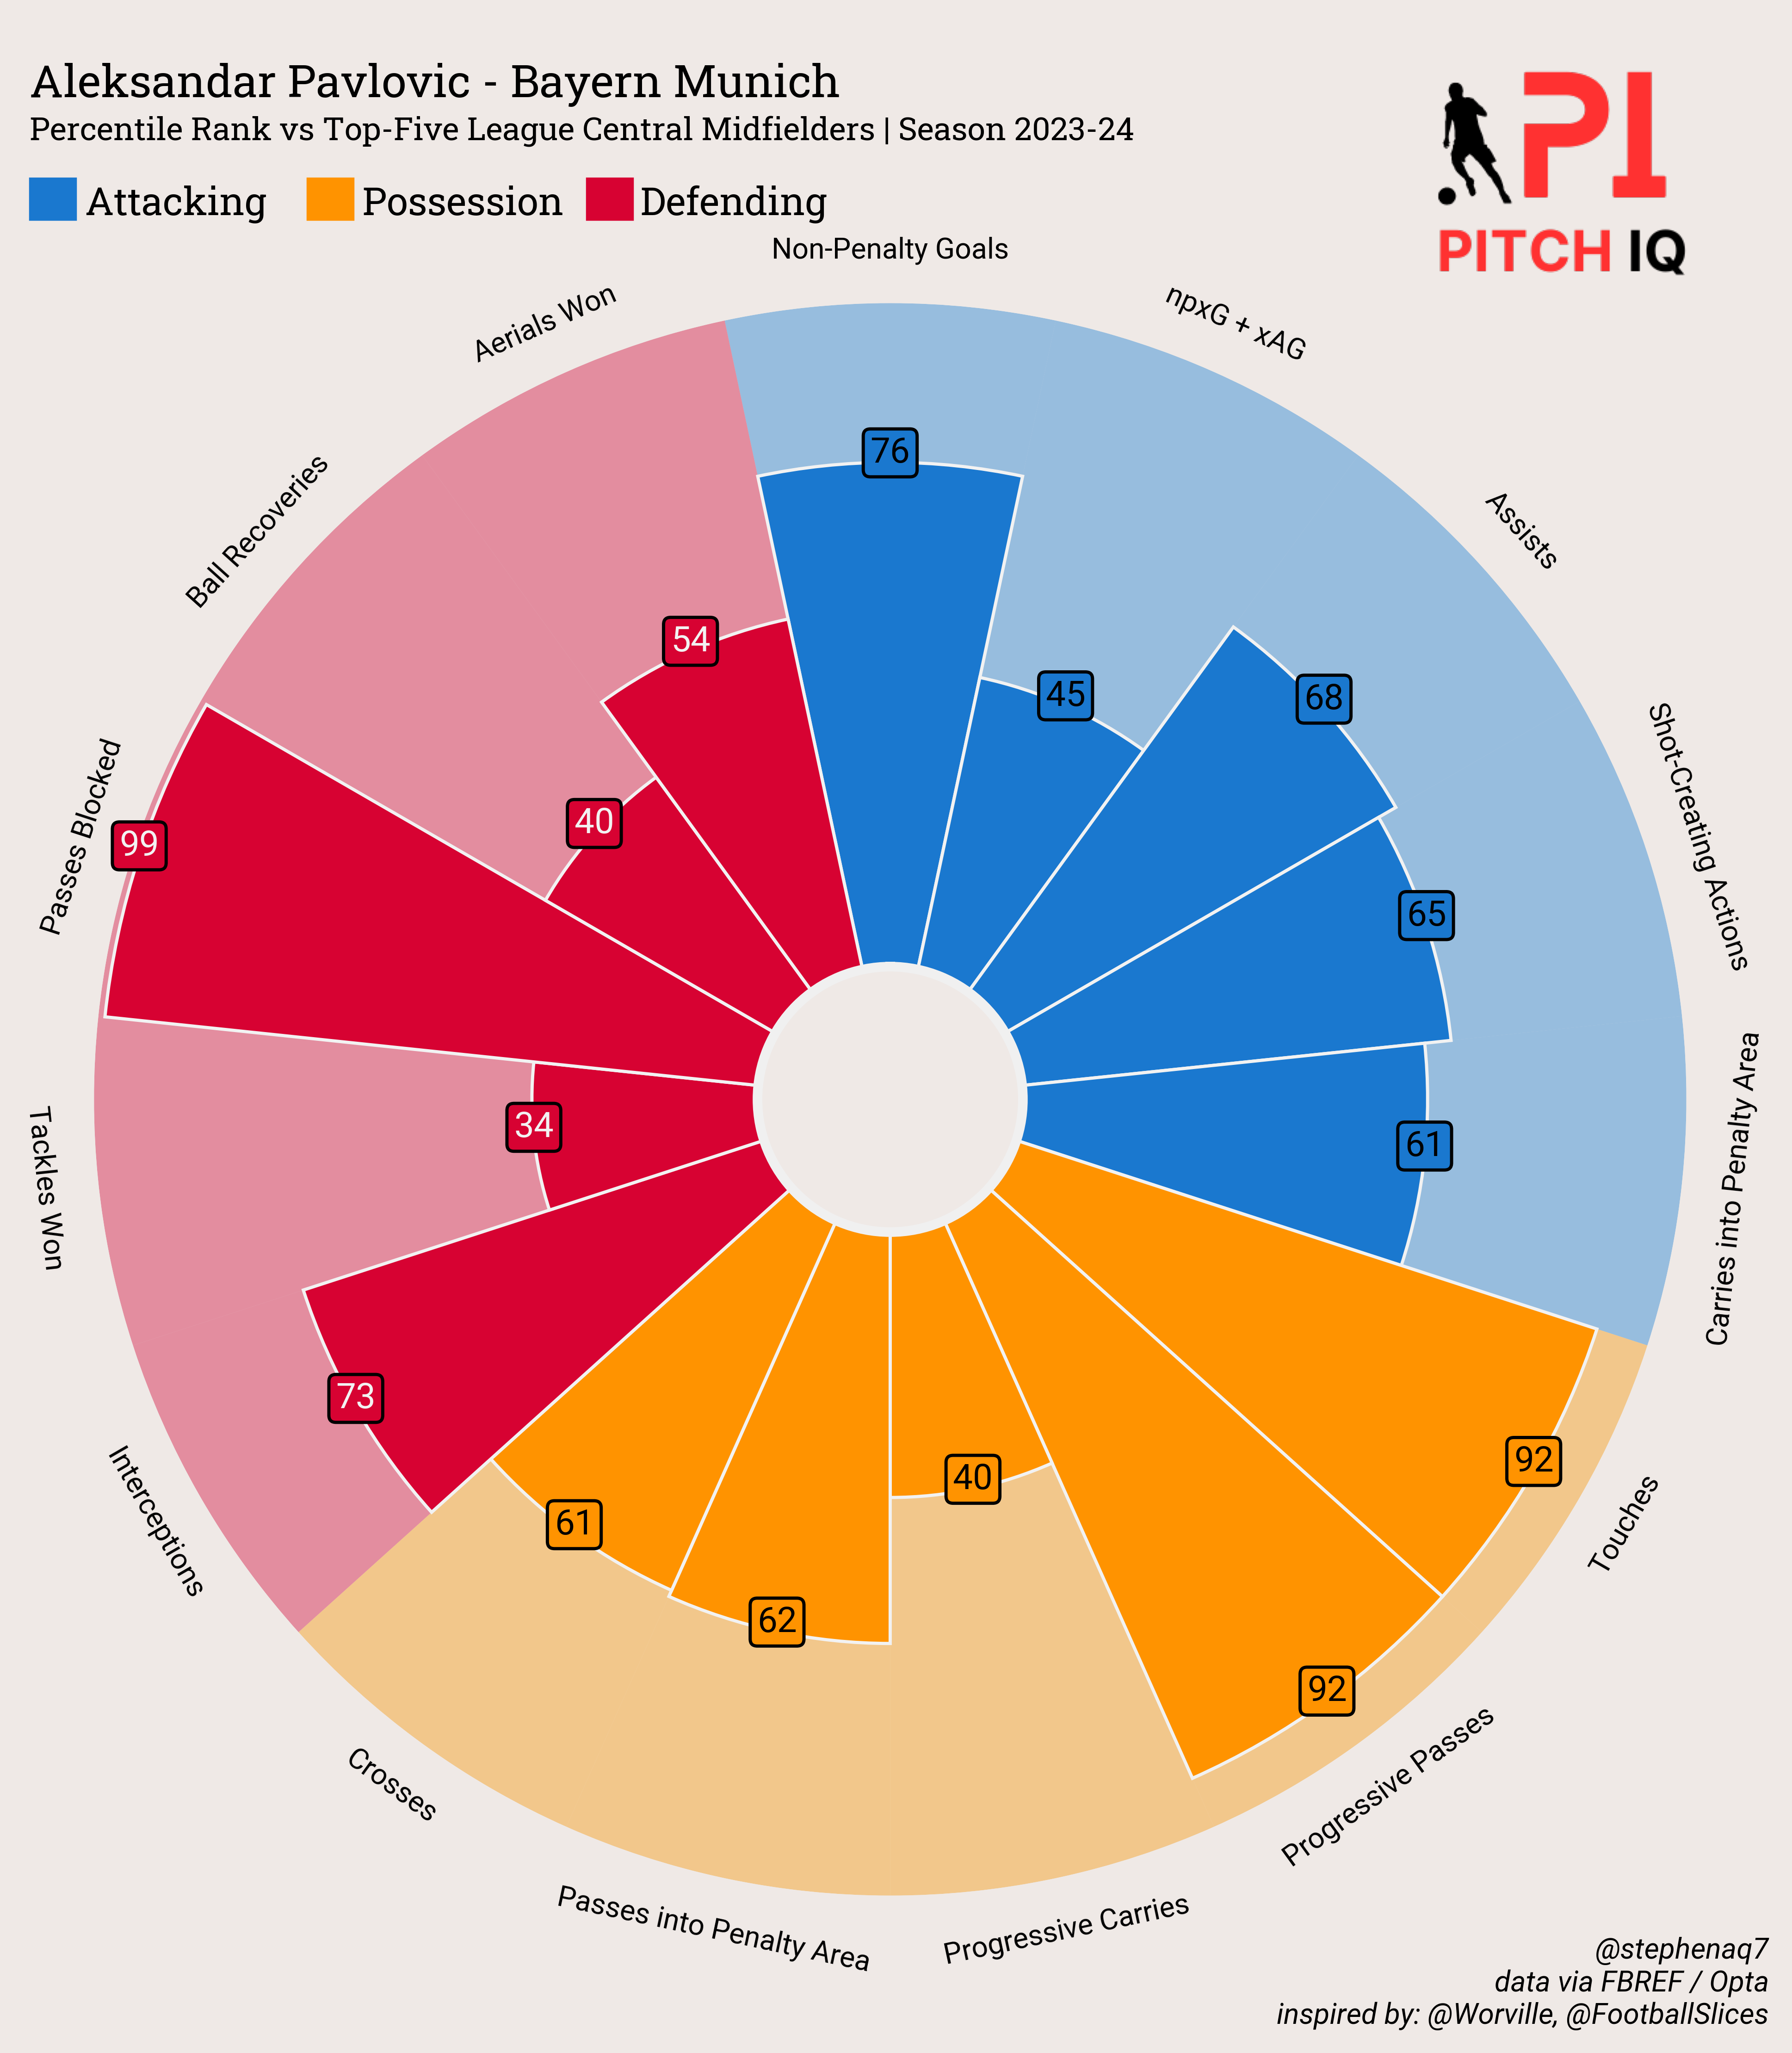 Aleksandar Pavlovic - Bayern Munich
Percentile Rank vs Top-Five League Central Midfielders | Season 2023-24
Attacking
Possession
Defending
PI
PITCH IQ
Non-Penalty Goals
76
npxG + xAG
45
Assists
68
Shot-Creating Actions
65
Carries into Penalty Area
61
Touches
92
Progressive Passes
92
Progressive Carries
40
Passes into Penalty Area
62
Crosses
61
Interceptions
73
Tackles Won
34
Passes Blocked
99
Ball Recoveries
40
Aerials Won
54
@stephenaq7
data via FBREF / Opta
inspired by: @Worville, @FootballSlices